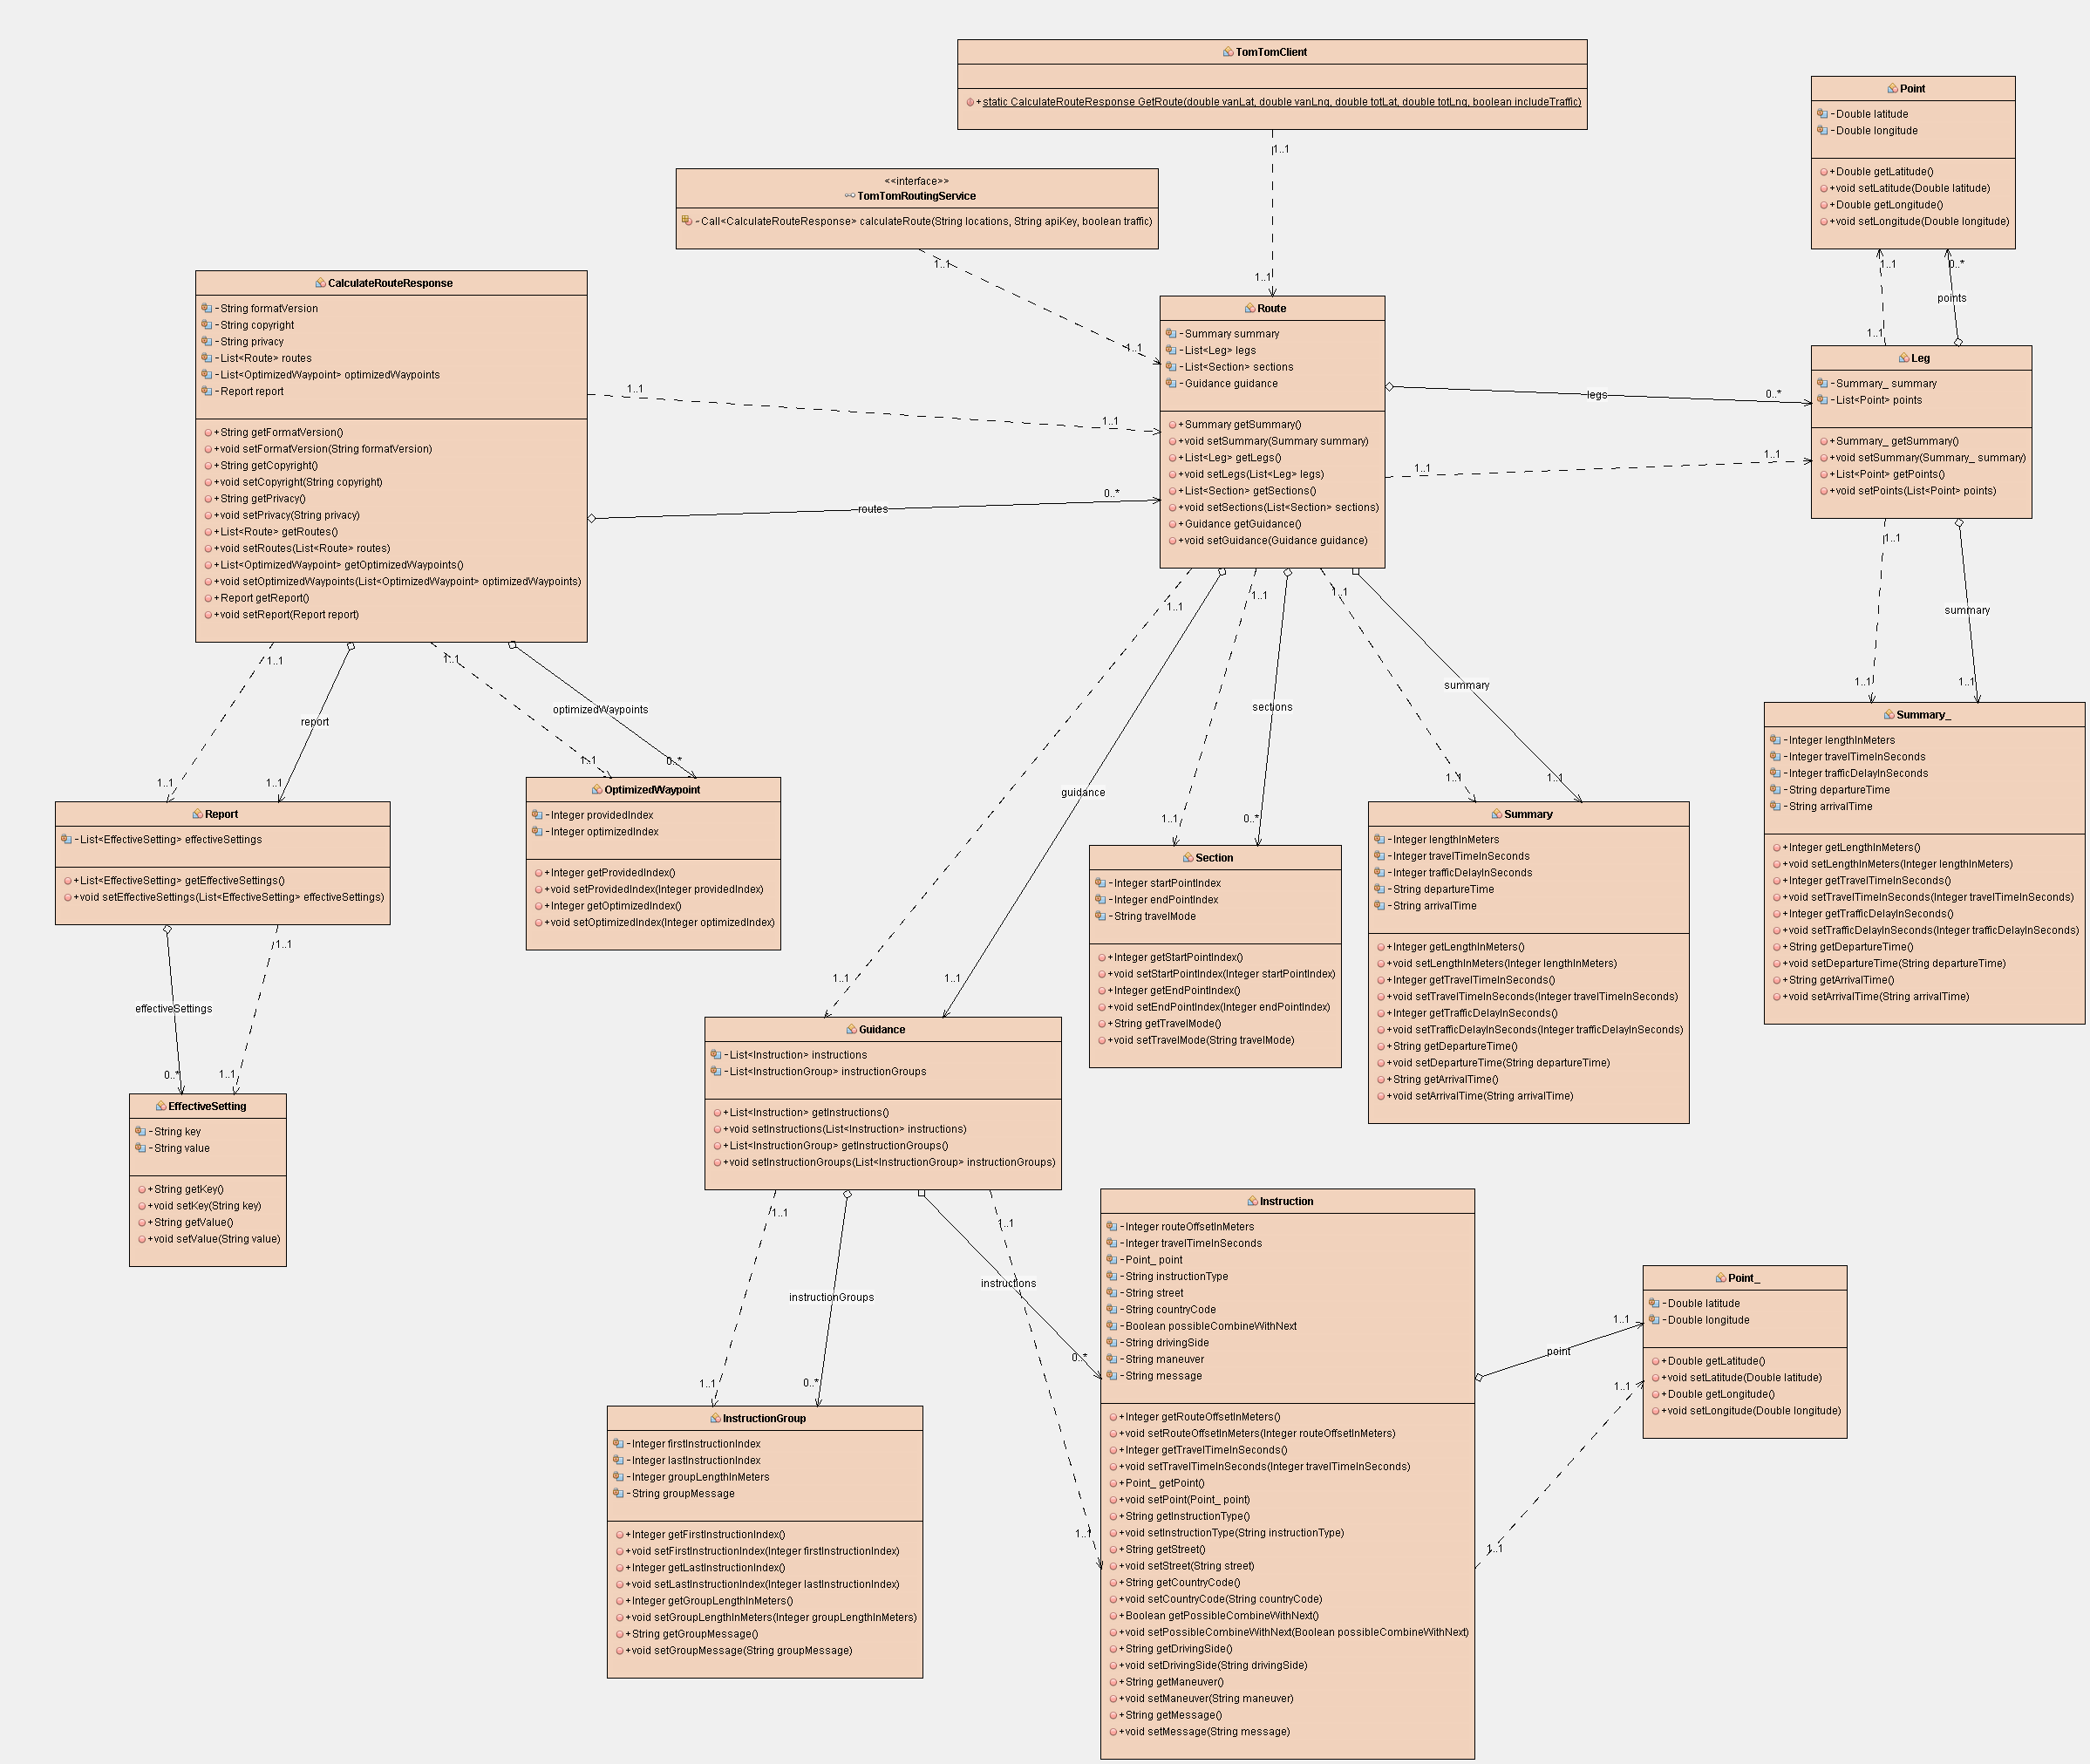 TomTomClient
+ static CalculateRouteResponse GetRoute(double vanLat, double vanLng, double totLat, double totLng, boolean includeTraffic)
1..1
1..1
<<interface>>
TomTomRoutingService
- Call<CalculateRouteResponse> calculateRoute(String locations, String apiKey, boolean traffic)
1..1
1..1
Point
- Double latitude
- Double longitude
+ Double getLatitude()
+ void setLatitude(Double latitude)
+ Double getLongitude()
+ void setLongitude(Double longitude)
1..1
0..*
points
1..1
CalculateRouteResponse
- String formatVersion
- String copyright
- String privacy
- List<Route> routes
- List<OptimizedWaypoint> optimizedWaypoints
- Report report
+ String getFormatVersion()
+ void setFormatVersion(String formatVersion)
+ String getCopyright()
+ void setCopyright(String copyright)
+ String getPrivacy()
+ void setPrivacy(String privacy)
+ List<Route> getRoutes()
+ void setRoutes(List<Route> routes)
+ List<OptimizedWaypoint> getOptimizedWaypoints()
+ void setOptimizedWaypoints(List<OptimizedWaypoint> optimizedWaypoints)
+ Report getReport()
+ void setReport(Report report)
1..1
1..1
routes
0..*
Route
- Summary summary
- List<Leg> legs
- List<Section> sections
- Guidance guidance
+ Summary getSummary()
+ void setSummary(Summary summary)
+ List<Leg> getLegs()
+ void setLegs(List<Leg> legs)
+ List<Section> getSections()
+ void setSections(List<Section> sections)
+ Guidance getGuidance()
+ void setGuidance(Guidance guidance)
legs
0..*
1..1
1..1
Leg
- Summary_ summary
- List<Point> points
+ Summary_ getSummary()
+ void setSummary(Summary_ summary)
+ List<Point> getPoints()
+ void setPoints(List<Point> points)
1..1
summary
1..1
1..1
1..1
report
1..1
1..1
1..1
optimizedWaypoints
1..1
0..*
1..1
guidance
1..1
1..1
1..1
sections
1..1
0..*
1..1
summary
1..1
1..1
Summary_
- Integer lengthInMeters
- Integer travelTimeInSeconds
- Integer trafficDelayInSeconds
- String departureTime
- String arrivalTime
+ Integer getLengthInMeters()
+ void setLengthInMeters(Integer lengthInMeters)
+ Integer getTravelTimeInSeconds()
+ void setTravelTimeInSeconds(Integer travelTimeInSeconds)
+ Integer getTrafficDelayInSeconds()
+ void setTrafficDelayInSeconds(Integer trafficDelayInSeconds)
+ String getDepartureTime()
+ void setDepartureTime(String departureTime)
+ String getArrivalTime()
+ void setArrivalTime(String arrivalTime)
Report
- List<EffectiveSetting> effectiveSettings
+ List<EffectiveSetting> getEffectiveSettings()
+ void setEffectiveSettings(List<EffectiveSetting> effectiveSettings)
1..1
effectiveSettings
0..*
1..1
OptimizedWaypoint
- Integer providedIndex
- Integer optimizedIndex
+ Integer getProvidedIndex()
+ void setProvidedIndex(Integer providedIndex)
+ Integer getOptimizedIndex()
+ void setOptimizedIndex(Integer optimizedIndex)
Section
- Integer startPointIndex
- Integer endPointIndex
- String travelMode
+ Integer getStartPointIndex()
+ void setStartPointIndex(Integer startPointIndex)
+ Integer getEndPointIndex()
+ void setEndPointIndex(Integer endPointIndex)
+ String getTravelMode()
+ void setTravelMode(String travelMode)
Summary
- Integer lengthInMeters
- Integer travelTimeInSeconds
- Integer trafficDelayInSeconds
- String departureTime
- String arrivalTime
+ Integer getLengthInMeters()
+ void setLengthInMeters(Integer lengthInMeters)
+ Integer getTravelTimeInSeconds()
+ void setTravelTimeInSeconds(Integer travelTimeInSeconds)
+ Integer getTrafficDelayInSeconds()
+ void setTrafficDelayInSeconds(Integer trafficDelayInSeconds)
+ String getDepartureTime()
+ void setDepartureTime(String departureTime)
+ String getArrivalTime()
+ void setArrivalTime(String arrivalTime)
EffectiveSetting
- String key
- String value
+ String getKey()
+ void setKey(String key)
+ String getValue()
+ void setValue(String value)
Guidance
- List<Instruction> instructions
- List<InstructionGroup> instructionGroups
+ List<Instruction> getInstructions()
+ void setInstructions(List<Instruction> instructions)
+ List<InstructionGroup> getInstructionGroups()
+ void setInstructionGroups(List<InstructionGroup> instructionGroups)
1..1
instructionGroups
1..1
0..*
instructions
0..*
1..1
1..1
Instruction
- Integer routeOffsetInMeters
- Integer travelTimeInSeconds
- Point_ point
- String instructionType
- String street
- String countryCode
- Boolean possibleCombineWithNext
- String drivingSide
- String maneuver
- String message
+ Integer getRouteOffsetInMeters()
+ void setRouteOffsetInMeters(Integer routeOffsetInMeters)
+ Integer getTravelTimeInSeconds()
+ void setTravelTimeInSeconds(Integer travelTimeInSeconds)
+ Point_ getPoint()
+ void setPoint(Point_ point)
+ String getInstructionType()
+ void setInstructionType(String instructionType)
+ String getStreet()
+ void setStreet(String street)
+ String getCountryCode()
+ void setCountryCode(String countryCode)
+ Boolean getPossibleCombineWithNext()
+ void setPossibleCombineWithNext(Boolean possibleCombineWithNext)
+ String getDrivingSide()
+ void setDrivingSide(String drivingSide)
+ String getManeuver()
+ void setManeuver(String maneuver)
+ String getMessage()
+ void setMessage(String message)
1..1
point
1..1
1..1
Point_
- Double latitude
- Double longitude
+ Double getLatitude()
+ void setLatitude(Double latitude)
+ Double getLongitude()
+ void setLongitude(Double longitude)
InstructionGroup
- Integer firstInstructionIndex
- Integer lastInstructionIndex
- Integer groupLengthInMeters
- String groupMessage
+ Integer getFirstInstructionIndex()
+ void setFirstInstructionIndex(Integer firstInstructionIndex)
+ Integer getLastInstructionIndex()
+ void setLastInstructionIndex(Integer lastInstructionIndex)
+ Integer getGroupLengthInMeters()
+ void setGroupLengthInMeters(Integer groupLengthInMeters)
+ String getGroupMessage()
+ void setGroupMessage(String groupMessage)